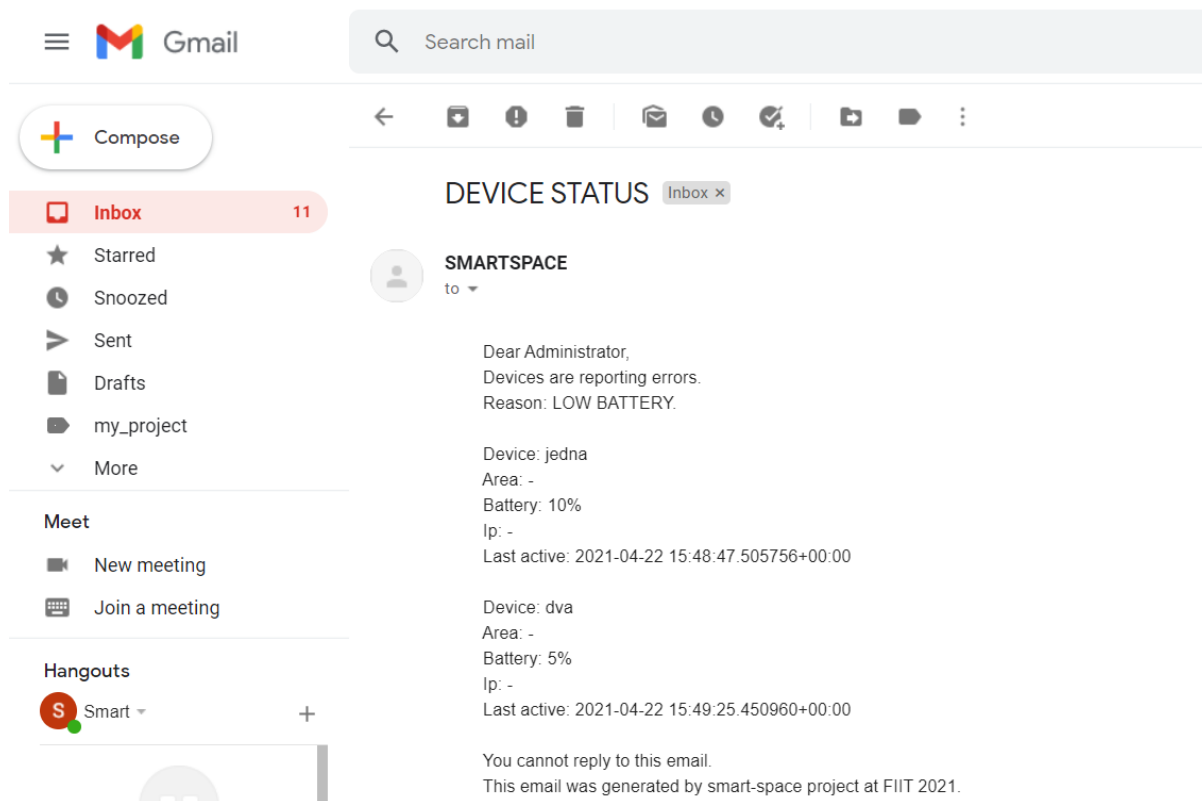 Gmail
Search mail
Compose
Inbox 11
Starred
Snoozed
Sent
Drafts
my_project
More
Meet
New meeting
Join a meeting
Hangouts
S Smart
DEVICE STATUS Inbox ×
SMARTSPACE
to
Dear Administrator,
Devices are reporting errors.
Reason: LOW BATTERY.
Device: jedna
Area: -
Battery: 10%
Ip: -
Last active: 2021-04-22 15:48:47.505756+00:00
Device: dva
Area: -
Battery: 5%
Ip: -
Last active: 2021-04-22 15:49:25.450960+00:00
You cannot reply to this email.
This email was generated by smart-space project at FIIT 2021.